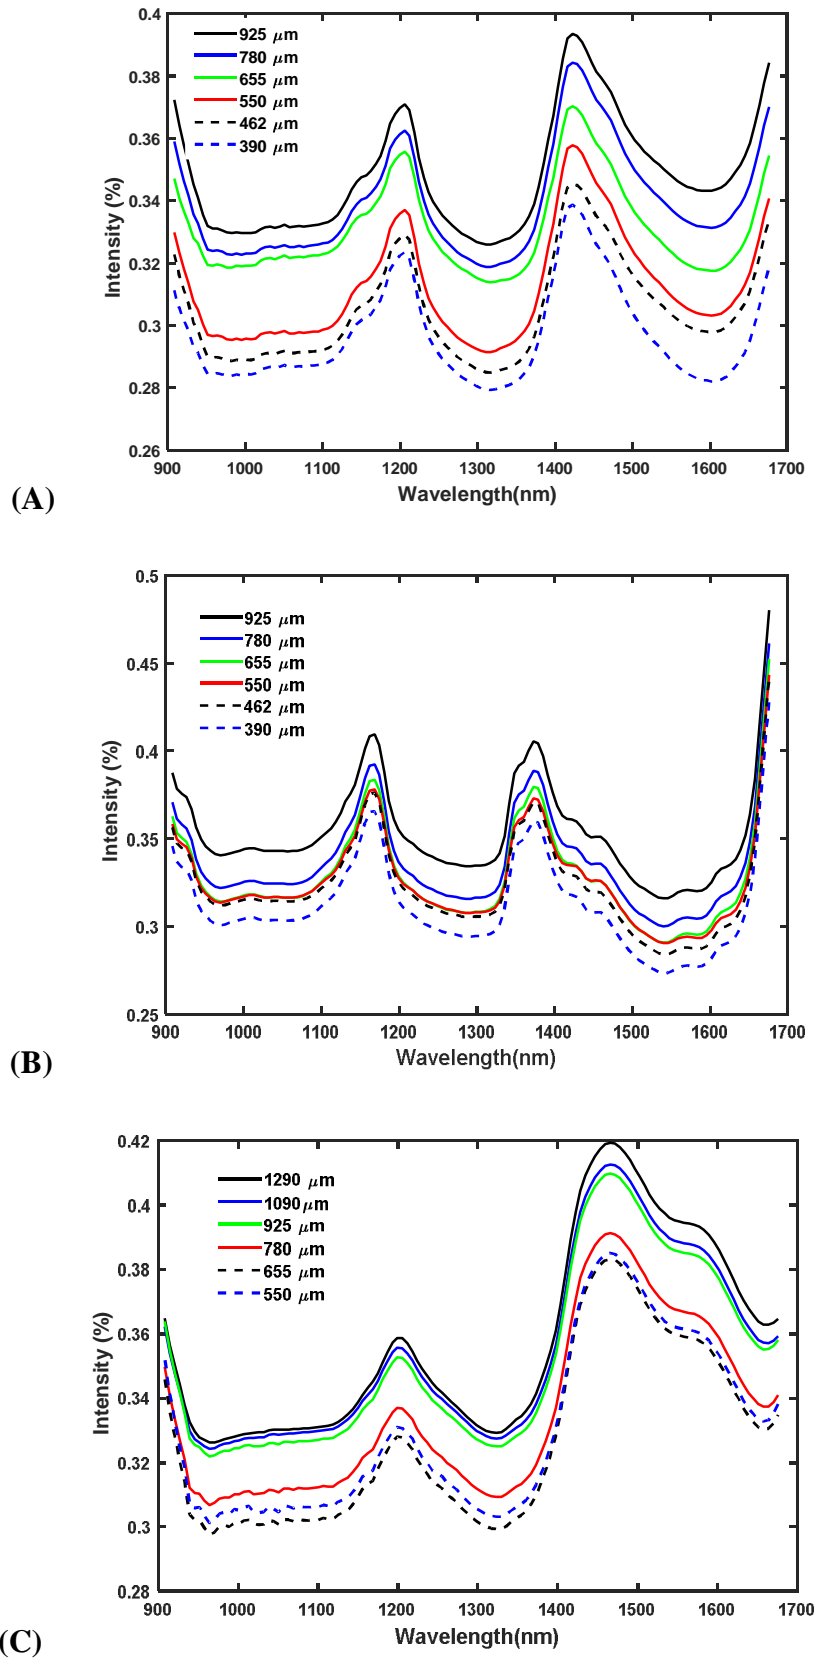 0.4
925 μm
780 μm
655 μm
550 μm
462 μm
390 μm
0.38
0.36
0.34
0.32
0.3
0.28
0.26
Intensity (%)
900 1000 1100 1200 1300 1400 1500 1600 1700
Wavelength(nm)
(A)
0.5
925 μm
780 μm
655 μm
550 μm
462 μm
390 μm
0.45
0.4
0.35
0.3
0.25
Intensity (%)
900 1000 1100 1200 1300 1400 1500 1600 1700
Wavelength(nm)
(B)
0.42
1290 μm
1090μm
925 μm
780 μm
655 μm
550 μm
0.4
0.38
0.36
0.34
0.32
0.3
0.28
Intensity (%)
900 1000 1100 1200 1300 1400 1500 1600 1700
Wavelength(nm)
(C)